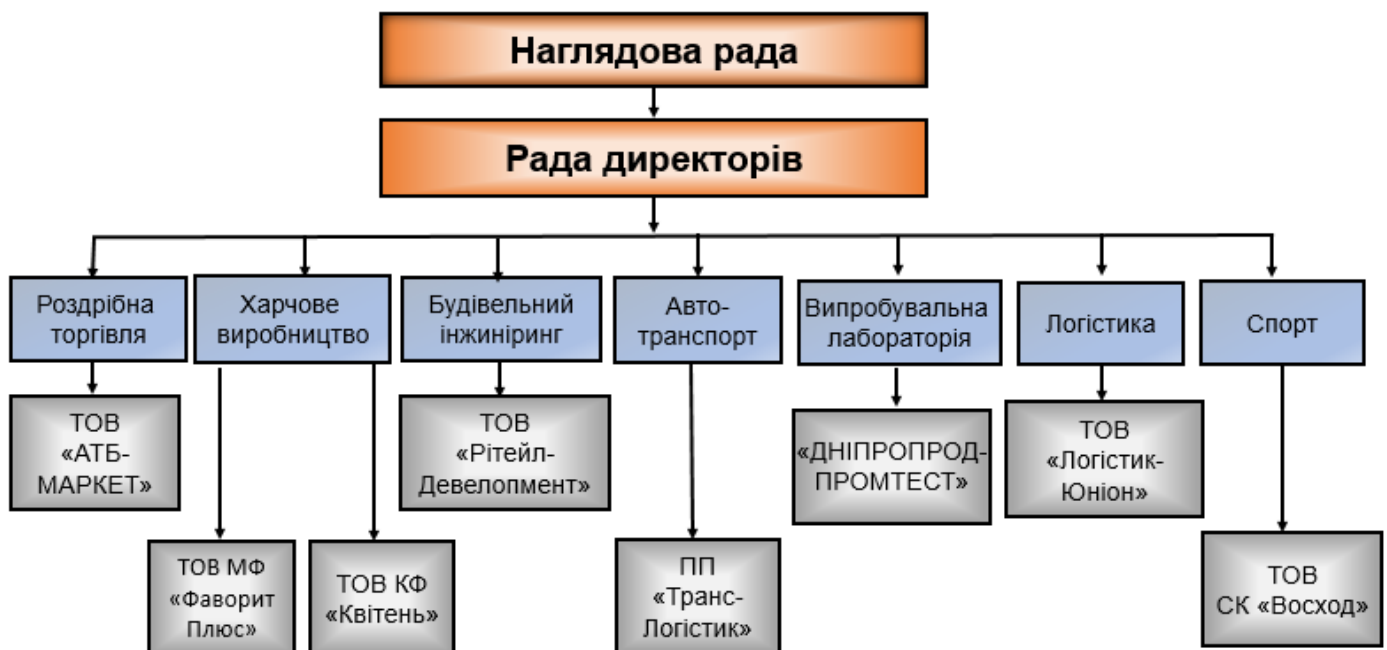 Наглядова рада
Рада директорів
Роздрібна
торгівля
Харчове
виробництво
Будівельний
інжиніринг
Авто-
транспорт
Випробувальна
лабораторія
Логістика
Спорт
ТОВ
«АТБ-
МАРКЕТ»
ТОВ
«Рітейл-
Девелопмент»
«ДНІПРОПРОД-
ПРОМТЕСТ»
ТОВ
«Логістик-
Юніон»
ТОВ МФ
«Фаворит
Плюс»
ТОВ КФ
«Квітень»
ПП
«Транс-
Логістик»
ТОВ
СК «Восход»